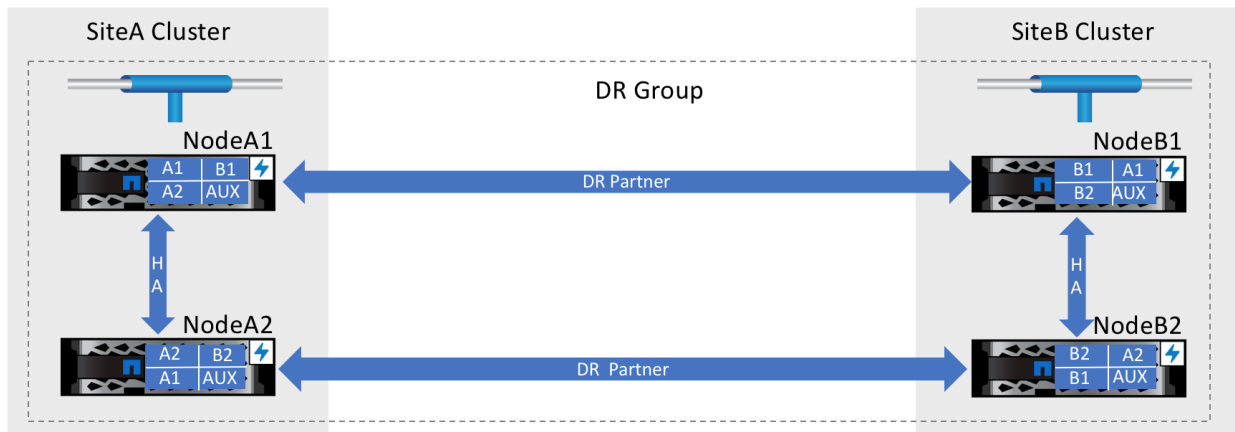 SiteA Cluster
SiteB Cluster
DR Group
NodeA1
NodeB1
A1 B1
A2 AUX
DR Partner
B1 A1
B2 AUX
H
A
H
A
NodeA2
NodeB2
A2 B2
A1 AUX
DR Partner
B2 A2
B1 AUX